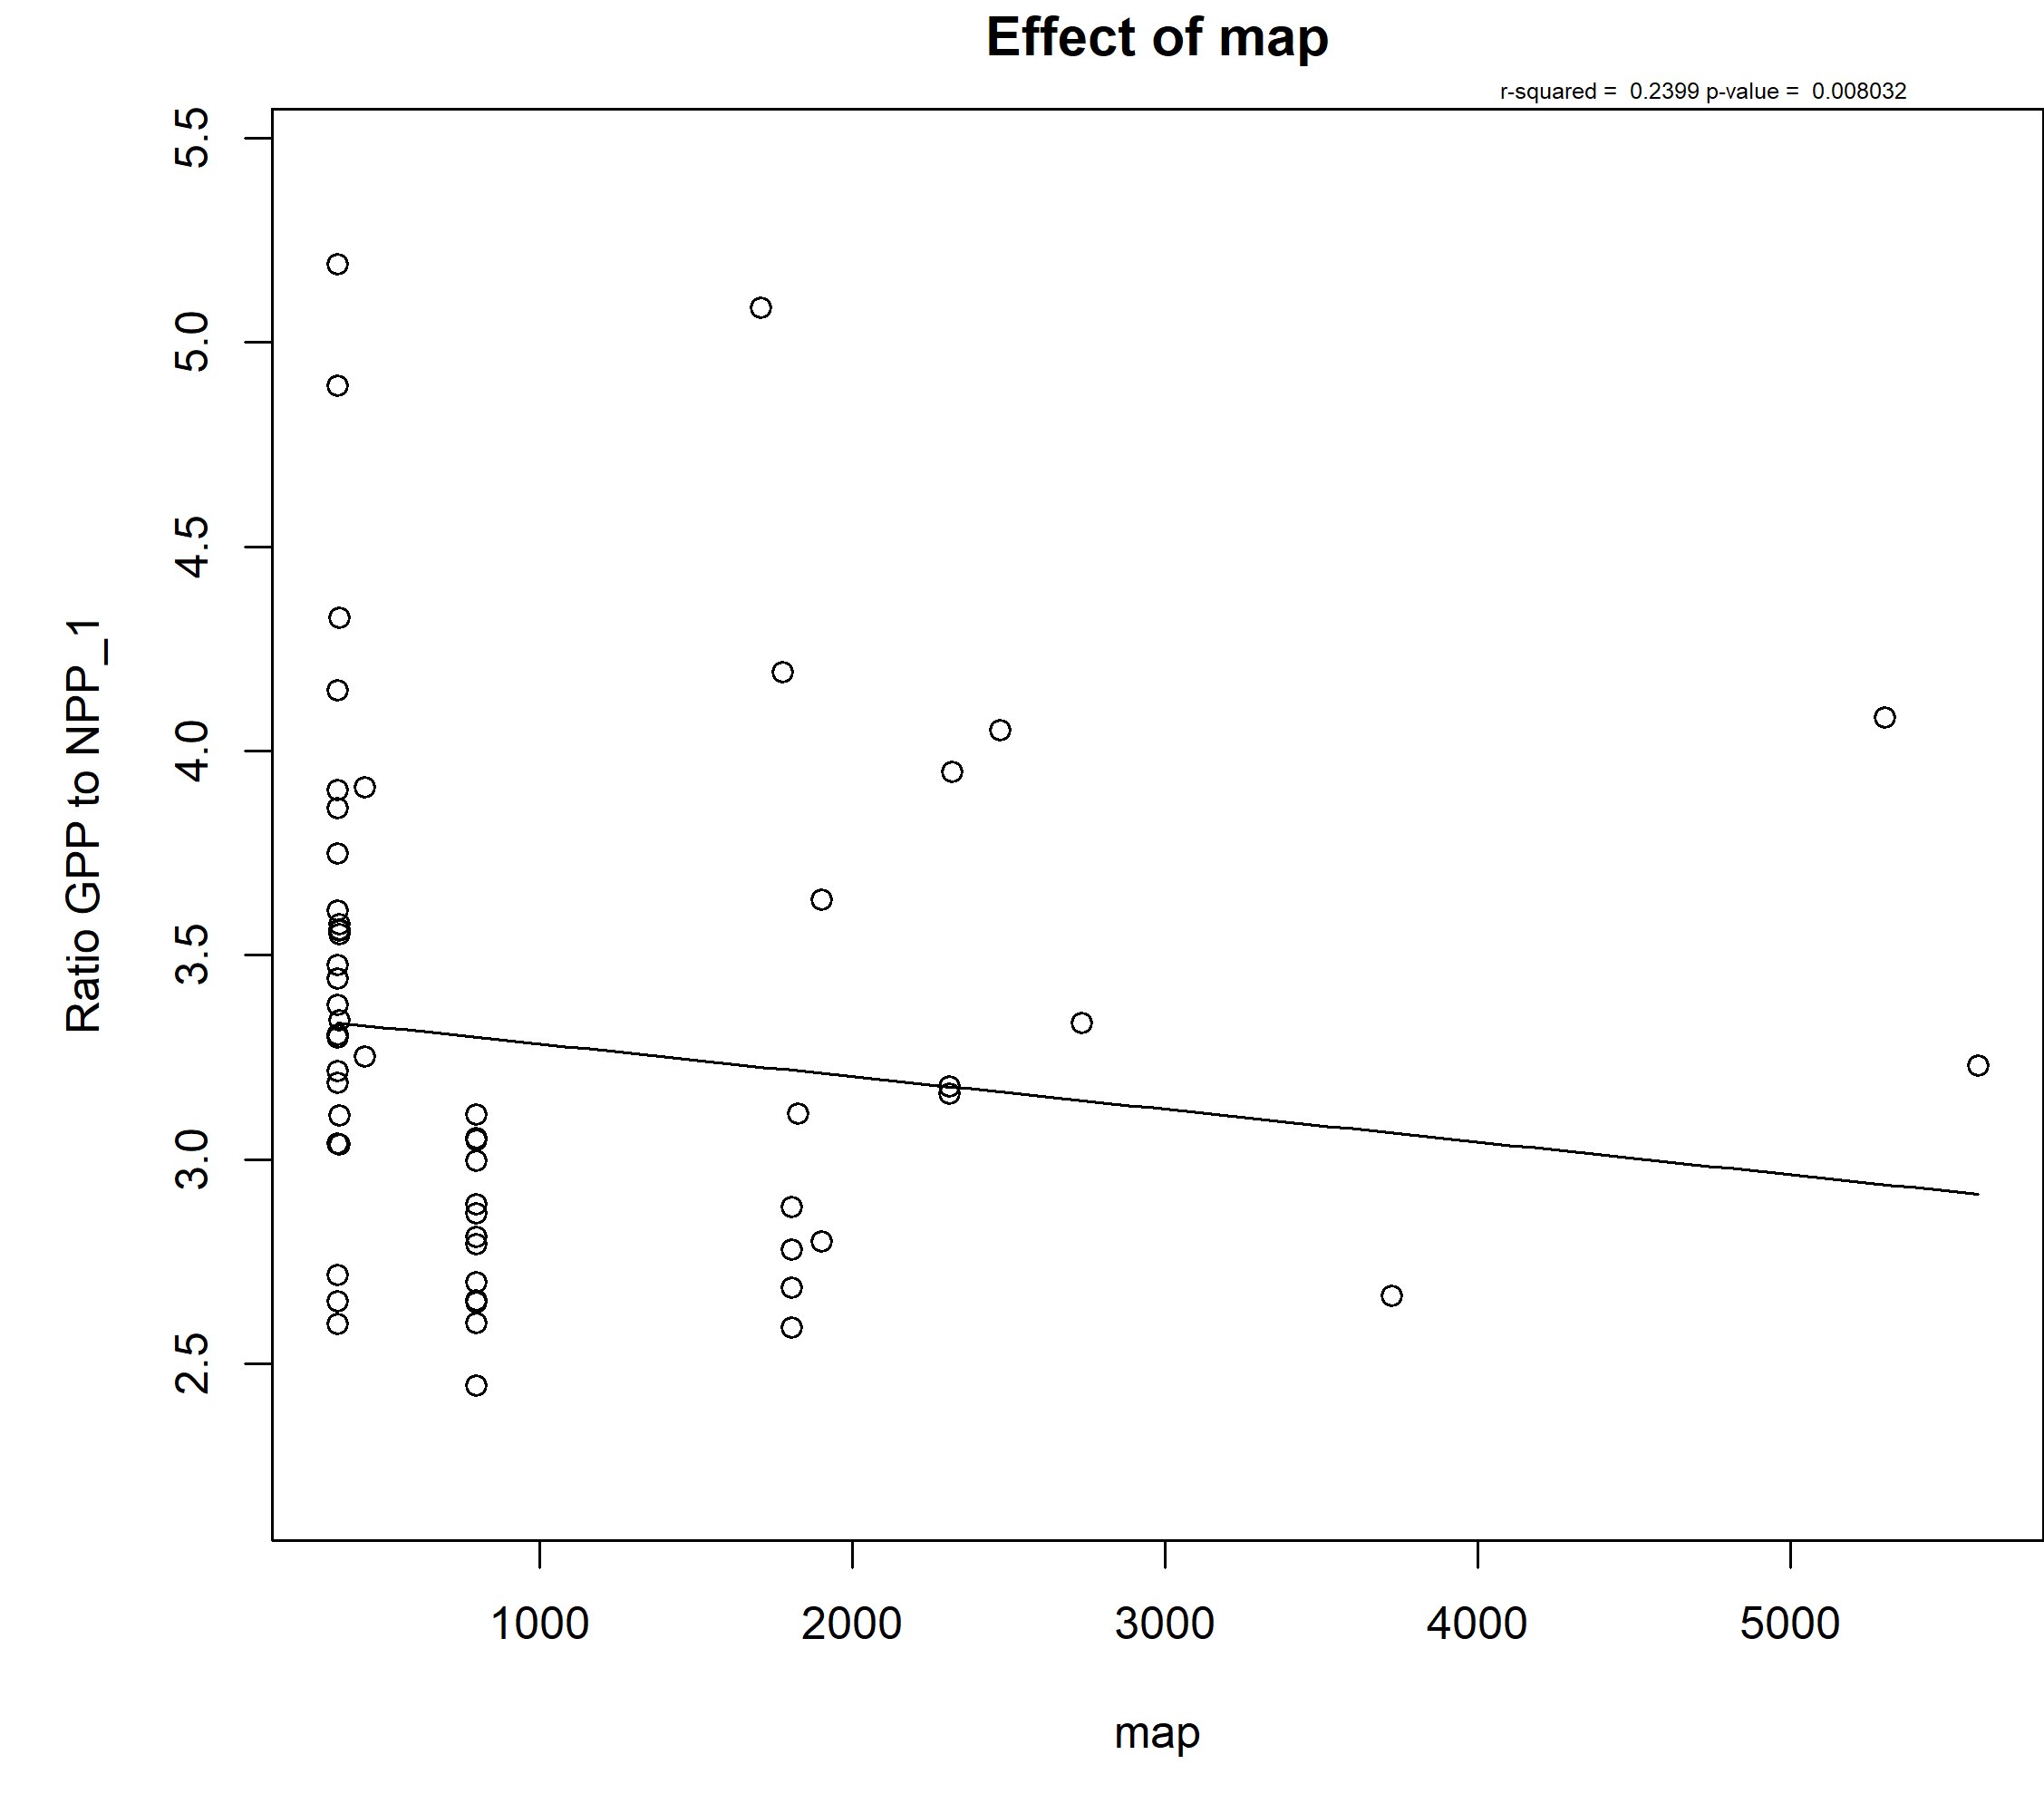 Effect of map
r-squared =  0.2399 p-value =  0.008032
Ratio GPP to NPP_1
5.5
5.0
4.5
4.0
3.5
3.0
2.5
1000 2000 3000 4000 5000
map